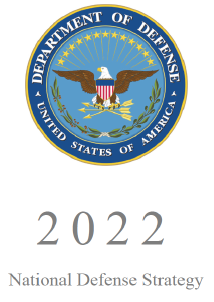 DEPARTMENT OF DEFENSE
UNITED STATES OF AMERICA
2022
National Defense Strategy